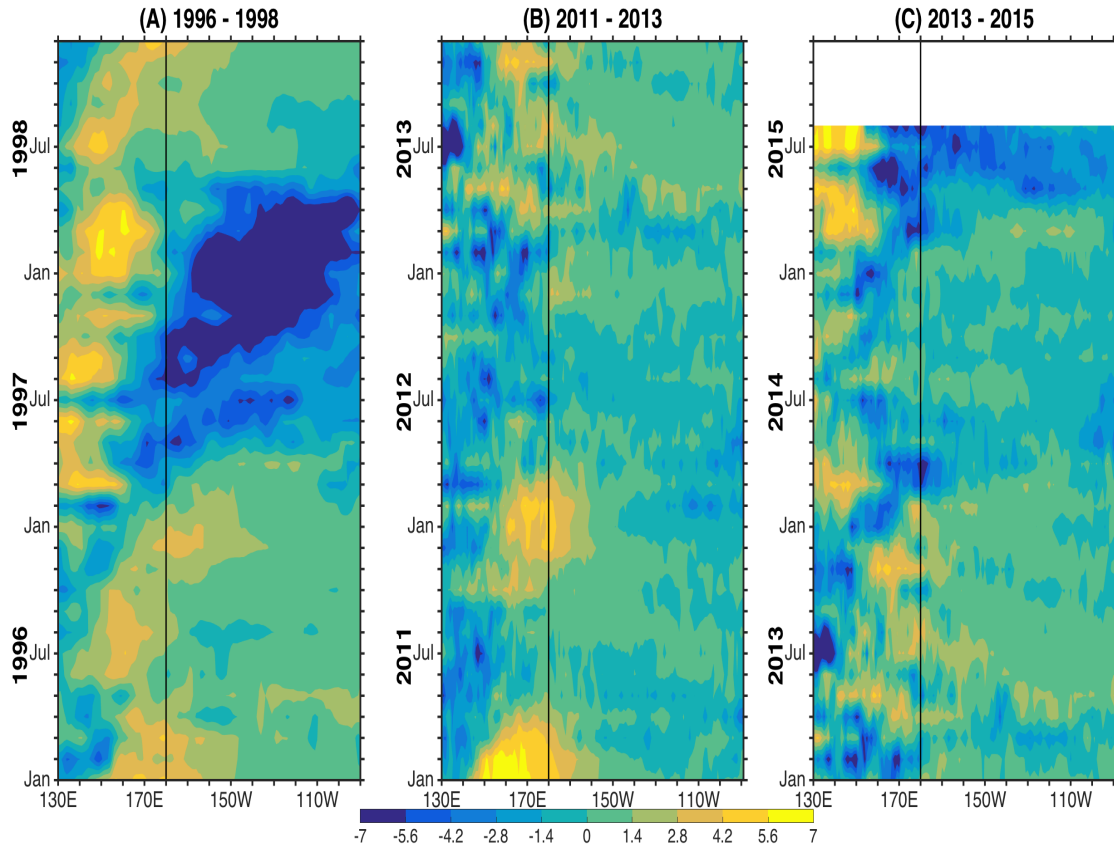 (A) 1996 - 1998
(B) 2011 - 2013
(C) 2013 - 2015
1998
Jul
Jan
1997
Jul
Jan
1996
Jul
Jan
130E 170E 150W 110W
2013
Jul
Jan
2012
Jul
Jan
2011
Jul
Jan
130E 170E 150W 110W
2015
Jul
Jan
2014
Jul
Jan
2013
Jul
Jan
130E 170E 150W 110W
-7 -5.6 -4.2 -2.8 -1.4 0 1.4 2.8 4.2 5.6 7